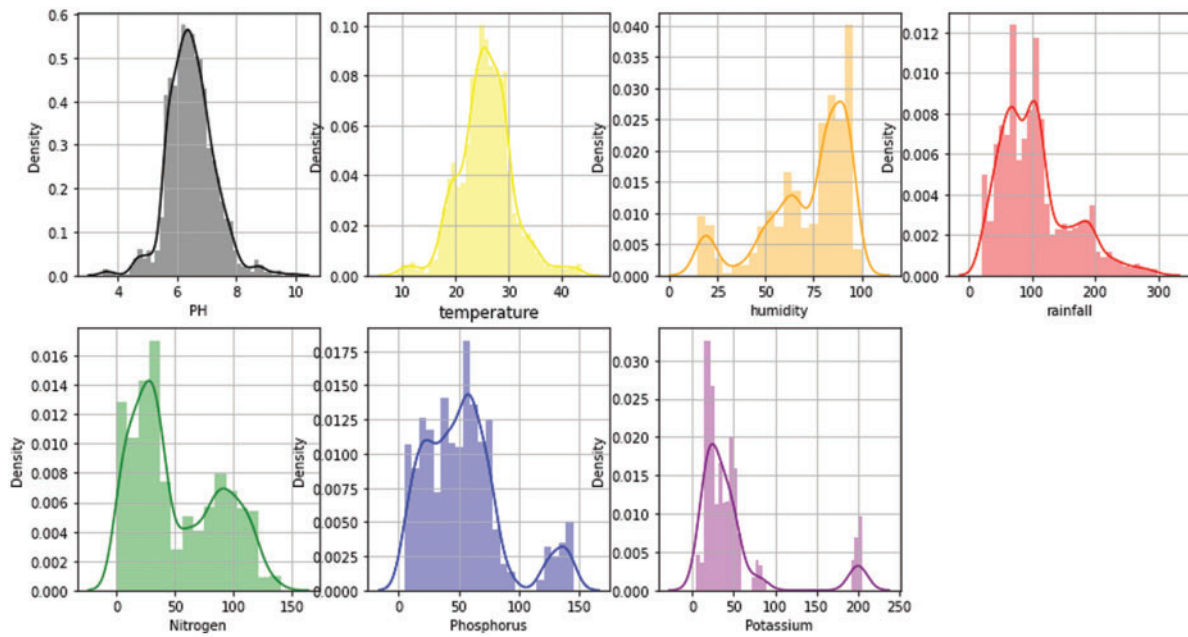 0.6
0.5
0.4
0.3
0.2
0.1
0.0
Density
4 6 8 10
PH
0.10
0.08
0.06
0.04
0.02
0.00
Density
10 20 30 40
temperature
0.040
0.035
0.030
0.025
0.020
0.015
0.010
0.005
0.000
Density
0 25 50 75 100
humidity
0.012
0.010
0.008
0.006
0.004
0.002
0.000
Density
0 100 200 300
rainfall
0.016
0.014
0.012
0.010
0.008
0.006
0.004
0.002
0.000
Density
0 50 100 150
Nitrogen
0.0175
0.0150
0.0125
0.0100
0.0075
0.0050
0.0025
0.0000
Density
0 50 100 150
Phosphorus
0.030
0.025
0.020
0.015
0.010
0.005
0.000
Density
0 50 100 150 200 250
Potassium